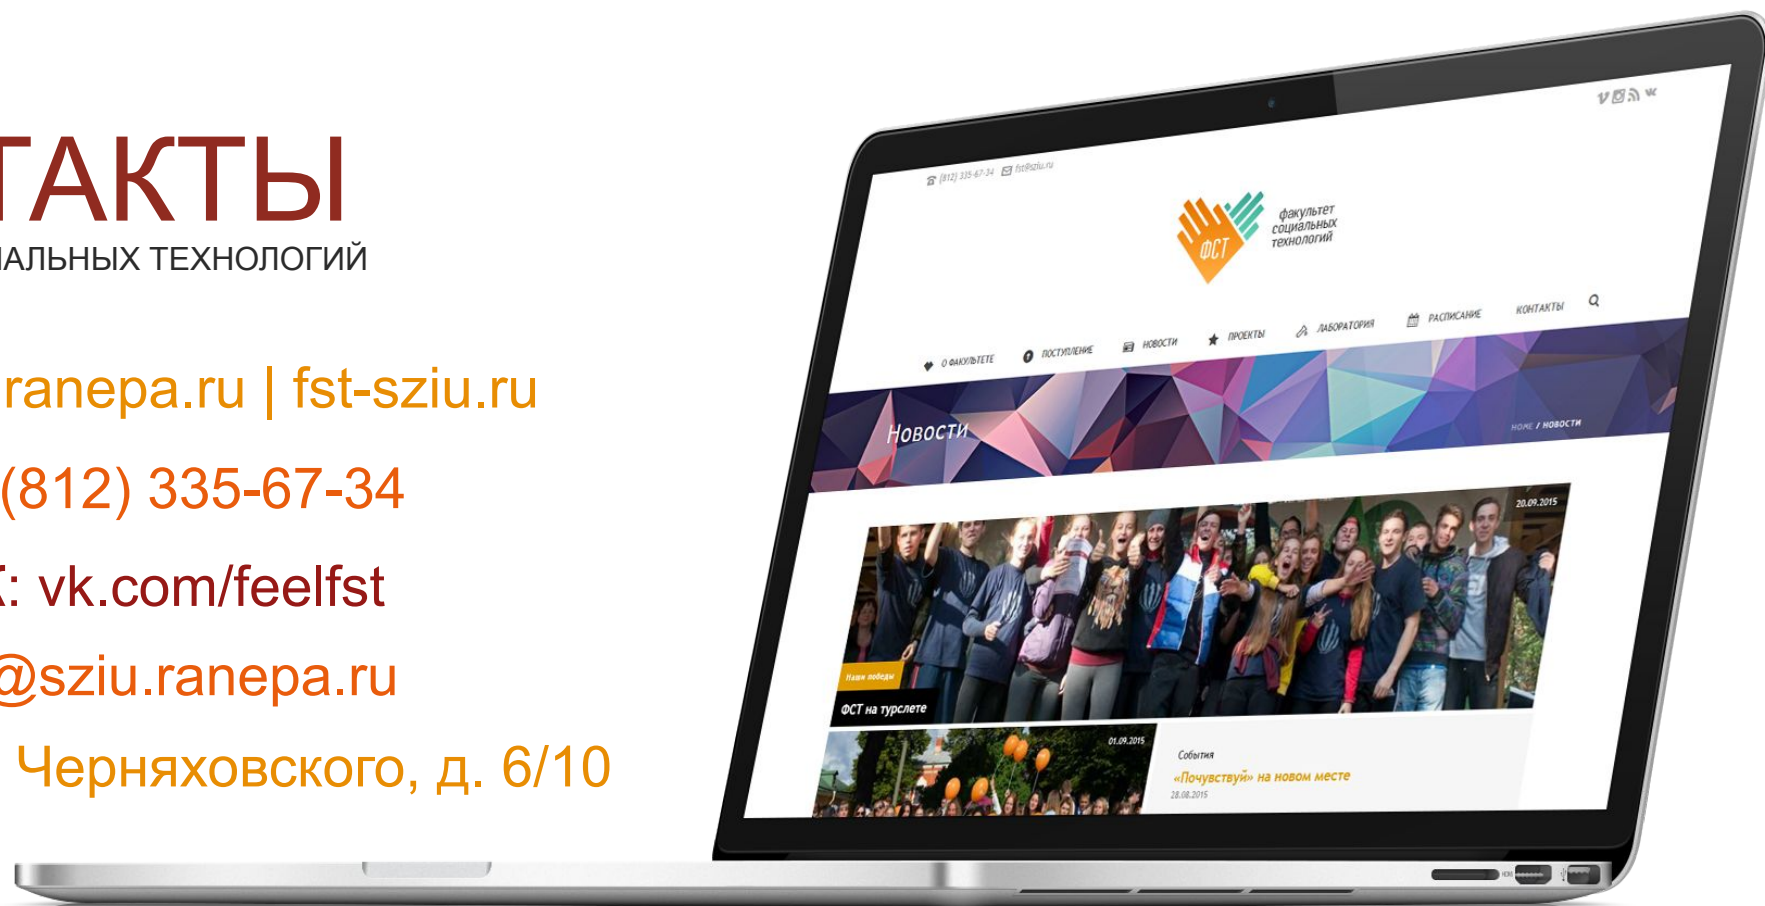 ТАКТЫ
ИАЛЬНЫХ ТЕХНОЛОГИЙ
ranepa.ru | fst-sziu.ru
(812) 335-67-34
К: vk.com/feelfst
@sziu.ranepa.ru
Черняховского, д. 6/10
(812) 335-67-34 fst@sziu.ru
ФСТ
факультет
социальных
технологий
О ФАКУЛЬТЕТЕ ПОСТУПЛЕНИЕ НОВОСТИ ПРОЕКТЫ ЛАБОРАТОРИЯ РАСПИСАНИЕ КОНТАКТЫ
Новости
HOME / НОВОСТИ
20.09.2015
Наши победы
ФСТ на турслете
01.09.2015
События
«Почувствуй» на новом месте
28.08.2015